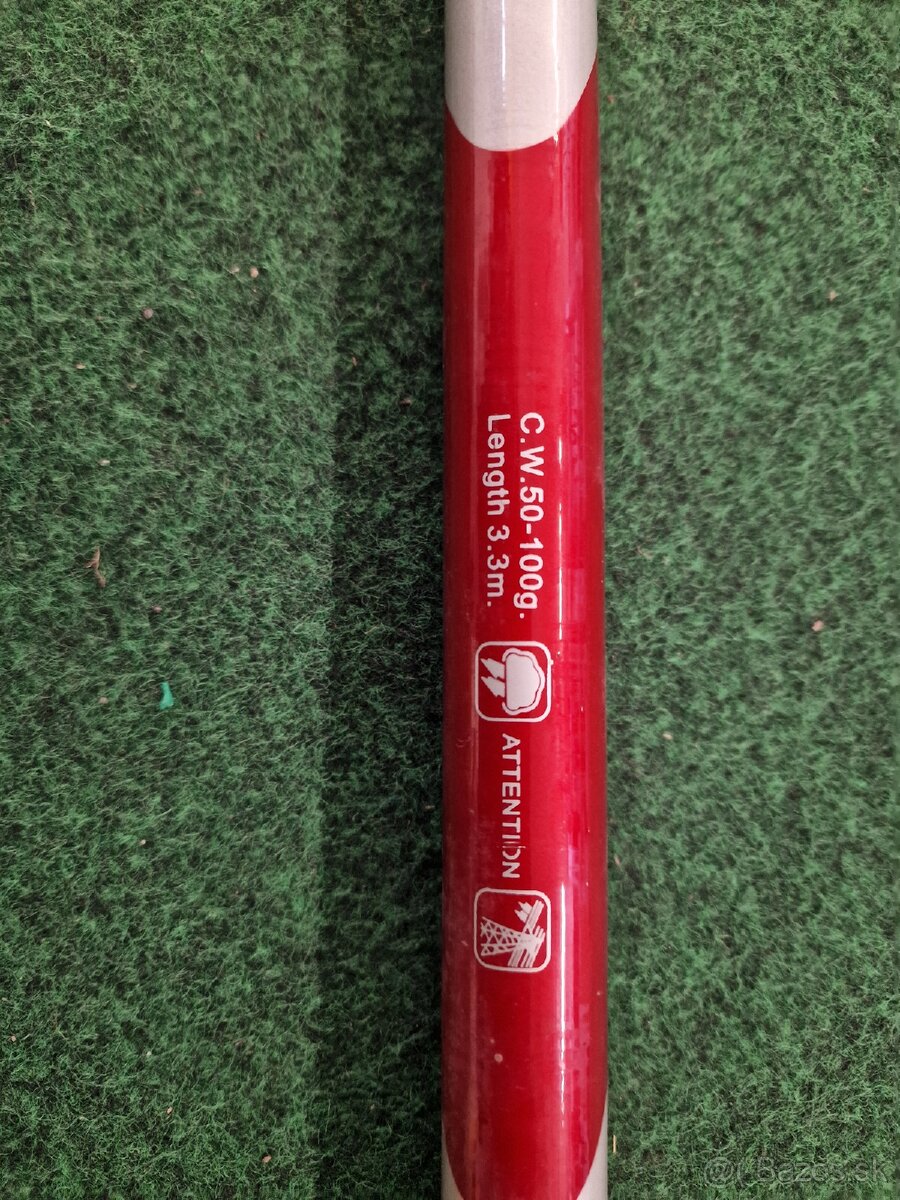 C.W.50-100g.
Length 3.3m.
ATTENTION
Bazos.sk